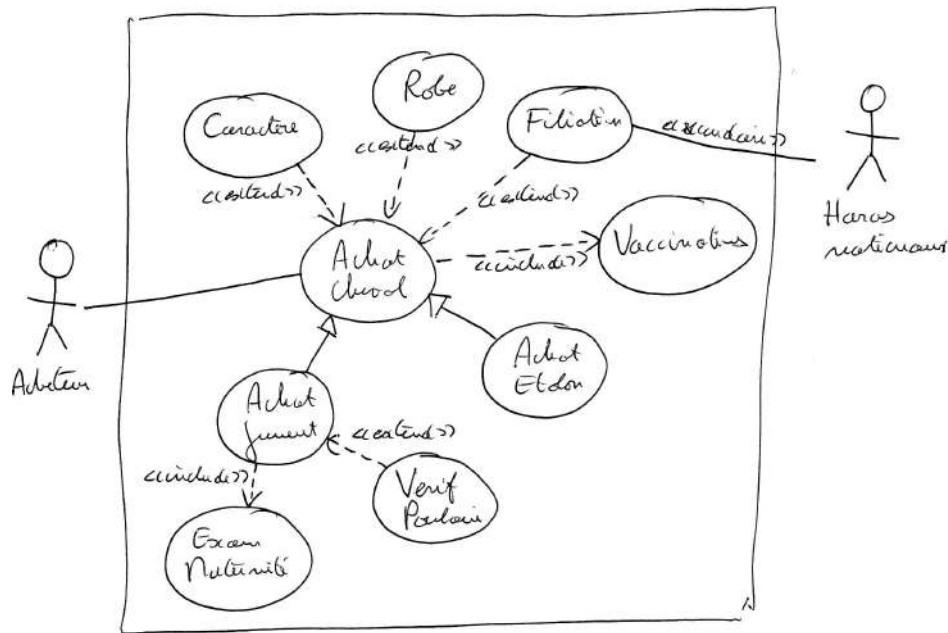 Robe
Caractère
Filiation
<<secondaire>>
<<extend>>
<<extend>>
<<extend>>
Haras
nationaux
Vaccinations
<<include>>
Achat
cheval
Acheteur
Achat
Etalon
Achat
jument
<<extend>>
<<include>>
Verif
Poulain
Exam
Maternité